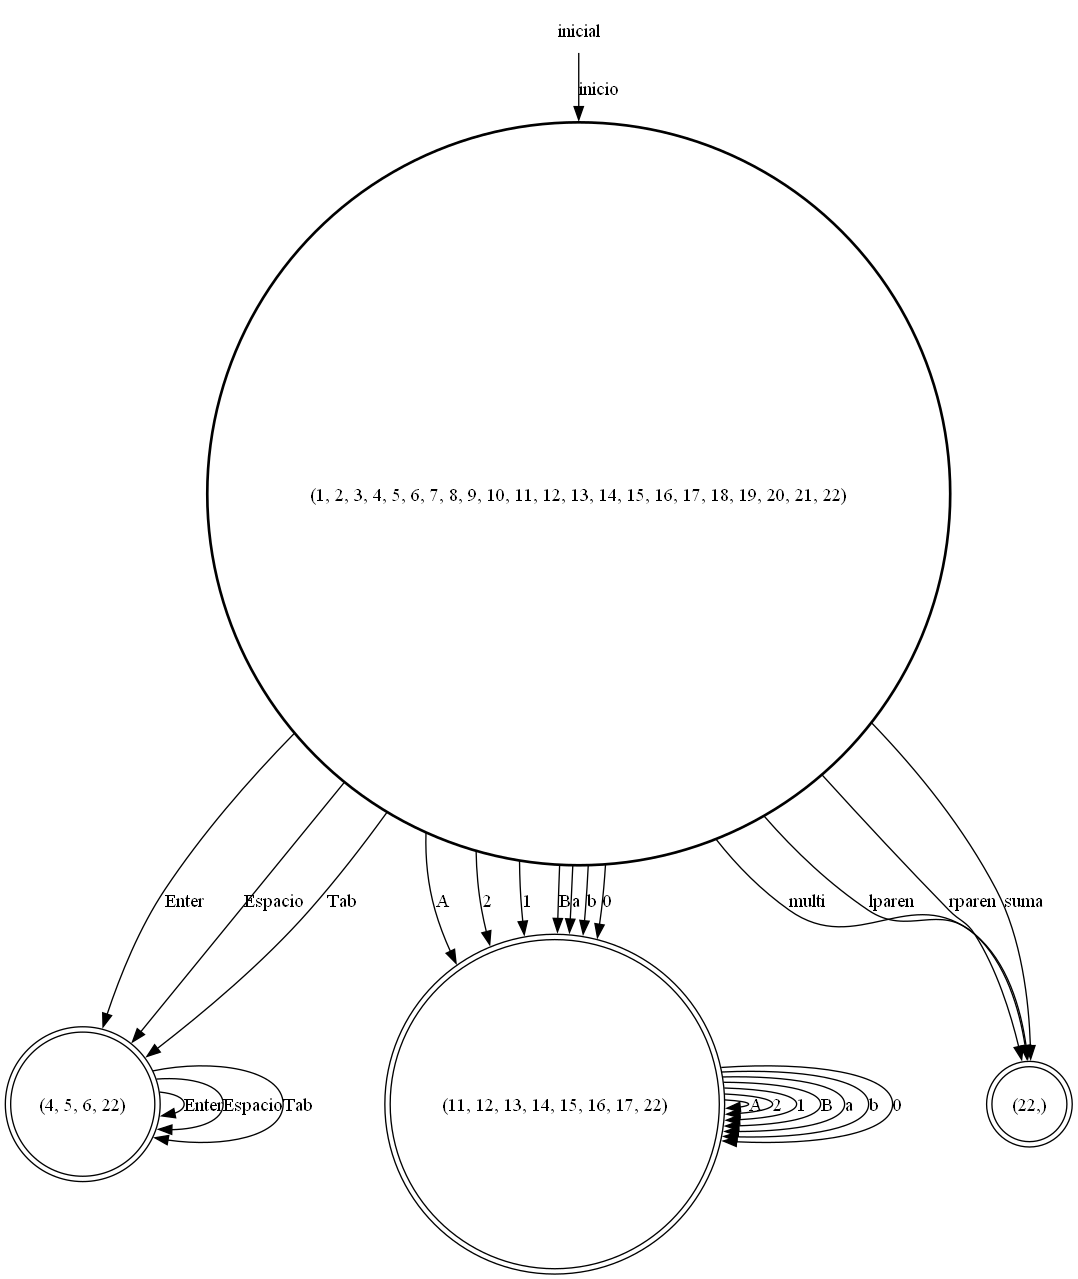 inicial
inicio
(1, 2, 3, 4, 5, 6, 7, 8, 9, 10, 11, 12, 13, 14, 15, 16, 17, 18, 19, 20, 21, 22)
Enter Espacio Tab A 2 1 B a b 0 multi lparen rparen suma
(4, 5, 6, 22) Enter Espacio Tab (11, 12, 13, 14, 15, 16, 17, 22) A 2 1 B a b 0 (22,)